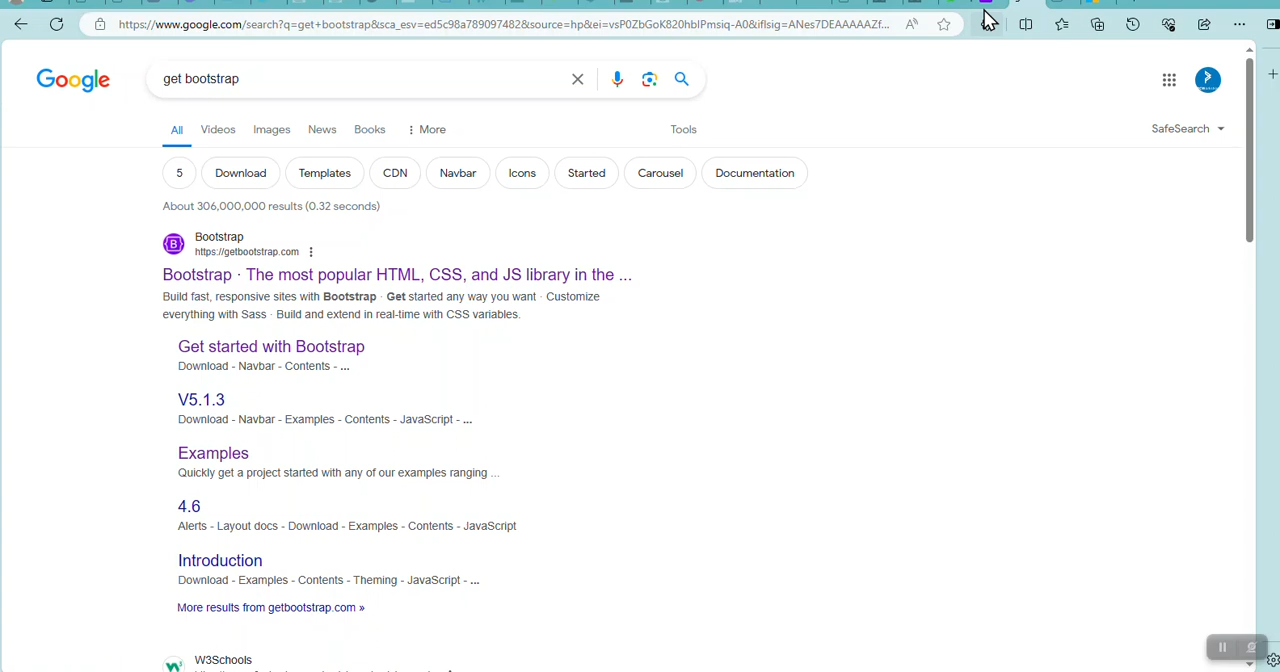 https://www.google.com/search?q=get+bootstrap&sca_esv=ed5c98a789097482&source=hp&ei=vsP0ZbGoK820hbIPmsiq-A0&iflsig=ANes7DEAAAAAZf...
Google
get bootstrap
All Videos Images News Books More Tools SafeSearch
5 Download Templates CDN Navbar Icons Started Carousel Documentation
About 306,000,000 results (0.32 seconds)
Bootstrap
https://getbootstrap.com
Bootstrap · The most popular HTML, CSS, and JS library in the ...
Build fast, responsive sites with Bootstrap · Get started any way you want · Customize
everything with Sass · Build and extend in real-time with CSS variables.
Get started with Bootstrap
Download - Navbar - Contents - ...
V5.1.3
Download - Navbar - Examples - Contents - JavaScript - ...
Examples
Quickly get a project started with any of our examples ranging ...
4.6
Alerts - Layout docs - Download - Examples - Contents - JavaScript
Introduction
Download - Examples - Contents - Theming - JavaScript - ...
More results from getbootstrap.com »
W3Schools